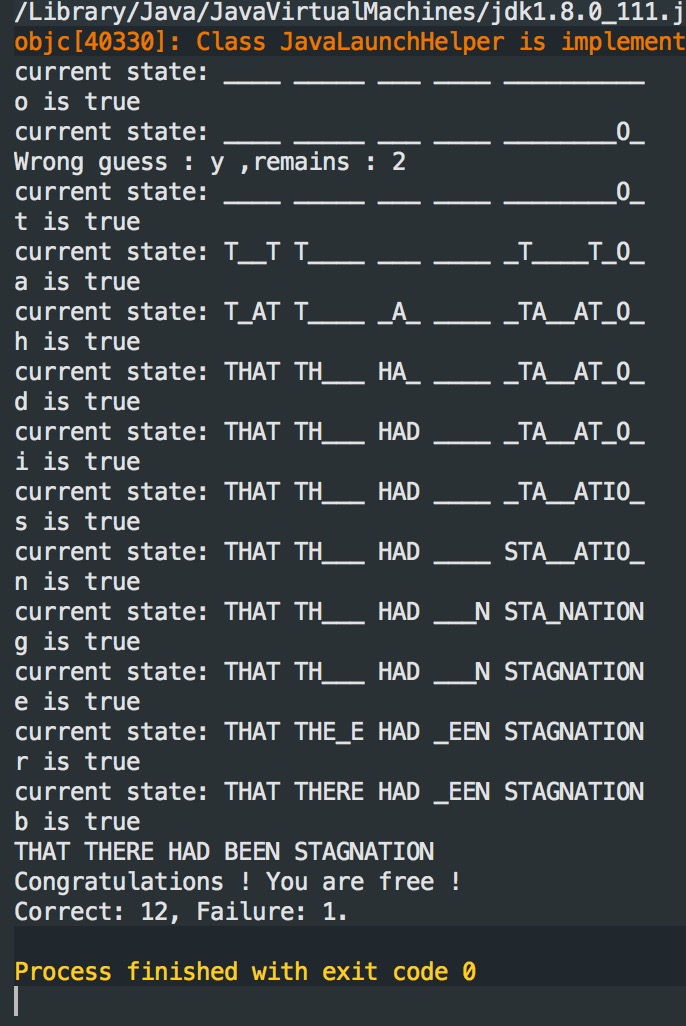 /Library/Java/JavaVirtualMachines/jdk1.8.0_111.j
objc[40330]: Class JavaLaunchHelper is implement
current state: ____ _____ ___ ____ __________
o is true
current state: ____ _____ ___ ____ ________O_
Wrong guess : y ,remains : 2
current state: ____ _____ ___ ____ ________O_
t is true
current state: T__T T____ ___ ____ _T____T_O_
a is true
current state: T_AT T____ _A_ ____ _TA__AT_O_
h is true
current state: THAT TH___ HA_ ____ _TA__AT_O_
d is true
current state: THAT TH___ HAD ____ _TA__AT_O_
i is true
current state: THAT TH___ HAD ____ _TA__ATIO_
s is true
current state: THAT TH___ HAD ____ STA__ATIO_
n is true
current state: THAT TH___ HAD ___N STA_NATION
g is true
current state: THAT TH___ HAD ___N STAGNATION
e is true
current state: THAT THE_E HAD _EEN STAGNATION
r is true
current state: THAT THERE HAD _EEN STAGNATION
b is true
THAT THERE HAD BEEN STAGNATION
Congratulations ! You are free !
Correct: 12, Failure: 1.
Process finished with exit code 0